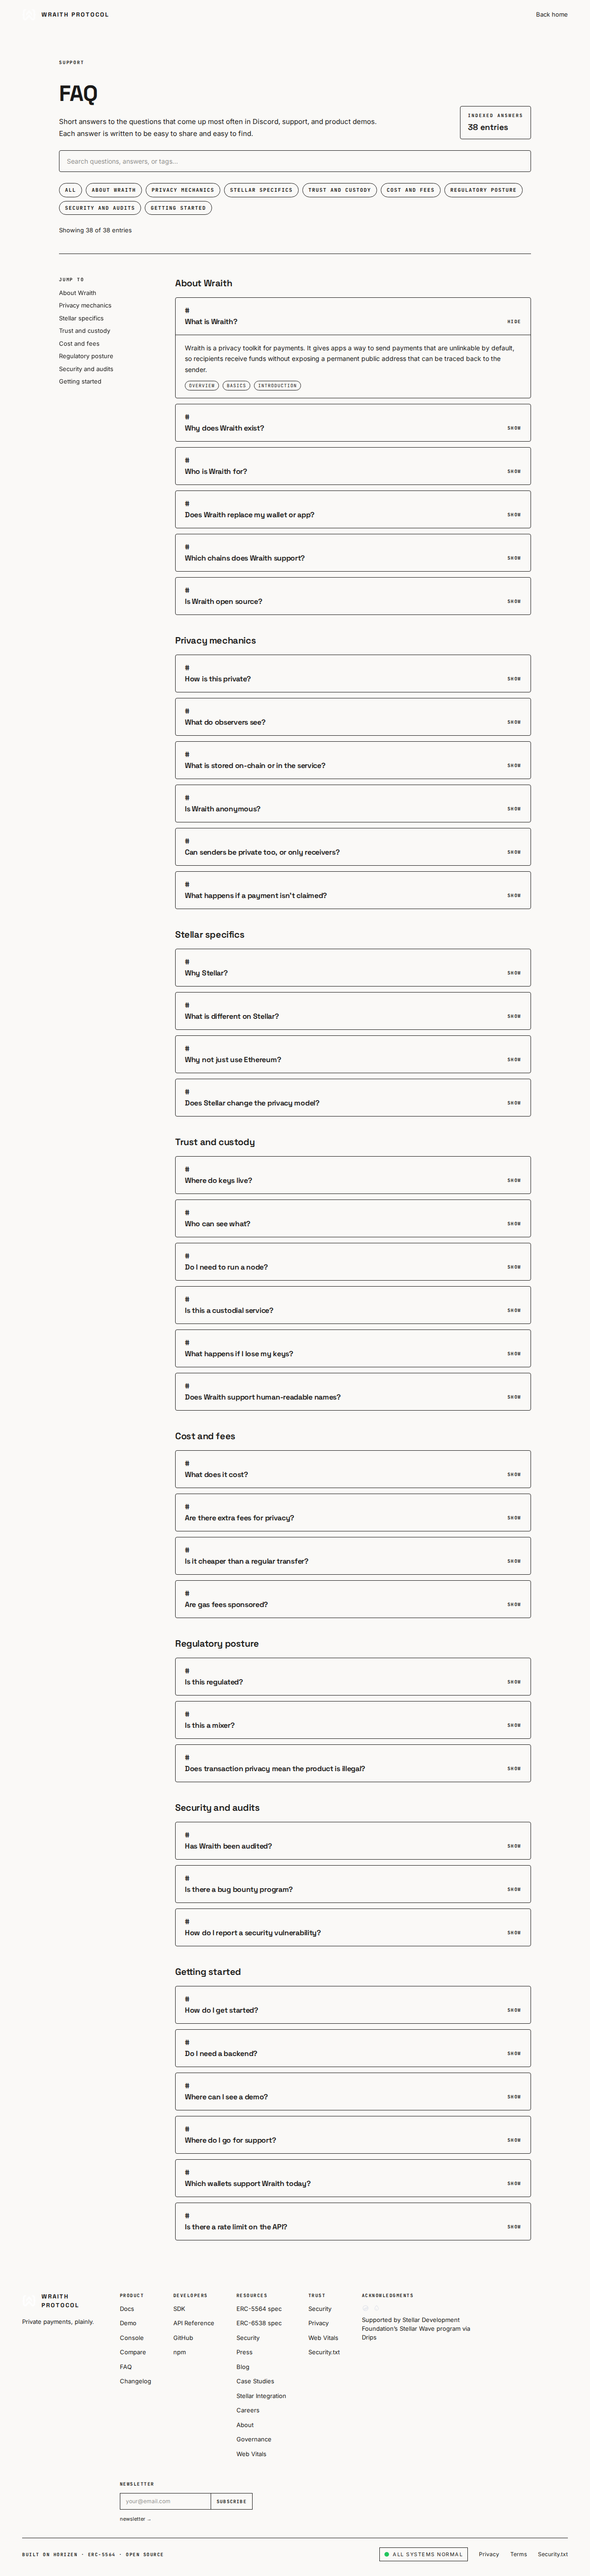 WRAITH PROTOCOL
Back home
SUPPORT
FAQ
Short answers to the questions that come up most often in Discord, support, and product demos.
Each answer is written to be easy to share and easy to find.
INDEXED ANSWERS
38 entries
Search questions, answers, or tags...
ALL
ABOUT WRAITH
PRIVACY MECHANICS
STELLAR SPECIFICS
TRUST AND CUSTODY
COST AND FEES
REGULATORY POSTURE
SECURITY AND AUDITS
GETTING STARTED
Showing 38 of 38 entries
JUMP TO
About Wraith
Privacy mechanics
Stellar specifics
Trust and custody
Cost and fees
Regulatory posture
Security and audits
Getting started
About Wraith
#
What is Wraith?
HIDE
Wraith is a privacy toolkit for payments. It gives apps a way to send payments that are unlinkable by default,
so recipients receive funds without exposing a permanent public address that can be traced back to the
sender.
OVERVIEW
BASICS
INTRODUCTION
#
Why does Wraith exist?
SHOW
#
Who is Wraith for?
SHOW
#
Does Wraith replace my wallet or app?
SHOW
#
Which chains does Wraith support?
SHOW
#
Is Wraith open source?
SHOW
Privacy mechanics
#
How is this private?
SHOW
#
What do observers see?
SHOW
#
What is stored on-chain or in the service?
SHOW
#
Is Wraith anonymous?
SHOW
#
Can senders be private too, or only receivers?
SHOW
#
What happens if a payment isn't claimed?
SHOW
Stellar specifics
#
Why Stellar?
SHOW
#
What is different on Stellar?
SHOW
#
Why not just use Ethereum?
SHOW
#
Does Stellar change the privacy model?
SHOW
Trust and custody
#
Where do keys live?
SHOW
#
Who can see what?
SHOW
#
Do I need to run a node?
SHOW
#
Is this a custodial service?
SHOW
#
What happens if I lose my keys?
SHOW
#
Does Wraith support human-readable names?
SHOW
Cost and fees
#
What does it cost?
SHOW
#
Are there extra fees for privacy?
SHOW
#
Is it cheaper than a regular transfer?
SHOW
#
Are gas fees sponsored?
SHOW
Regulatory posture
#
Is this regulated?
SHOW
#
Is this a mixer?
SHOW
#
Does transaction privacy mean the product is illegal?
SHOW
Security and audits
#
Has Wraith been audited?
SHOW
#
Is there a bug bounty program?
SHOW
#
How do I report a security vulnerability?
SHOW
Getting started
#
How do I get started?
SHOW
#
Do I need a backend?
SHOW
#
Where can I see a demo?
SHOW
#
Where do I go for support?
SHOW
#
Which wallets support Wraith today?
SHOW
#
Is there a rate limit on the API?
SHOW
WRAITH
PROTOCOL
Private payments, plainly.
PRODUCT
Docs
Demo
Console
Compare
FAQ
Changelog
DEVELOPERS
SDK
API Reference
GitHub
npm
RESOURCES
ERC-5564 spec
ERC-6538 spec
Security
Press
Blog
Case Studies
Stellar Integration
Careers
About
Governance
Web Vitals
TRUST
Security
Privacy
Web Vitals
Security.txt
ACKNOWLEDGMENTS
Supported by Stellar Development
Foundation's Stellar Wave program via
Drips
NEWSLETTER
your@email.com
SUBSCRIBE
newsletter →
BUILT ON HORIZEN · ERC-5564 · OPEN SOURCE
ALL SYSTEMS NORMAL
Privacy
Terms
Security.txt